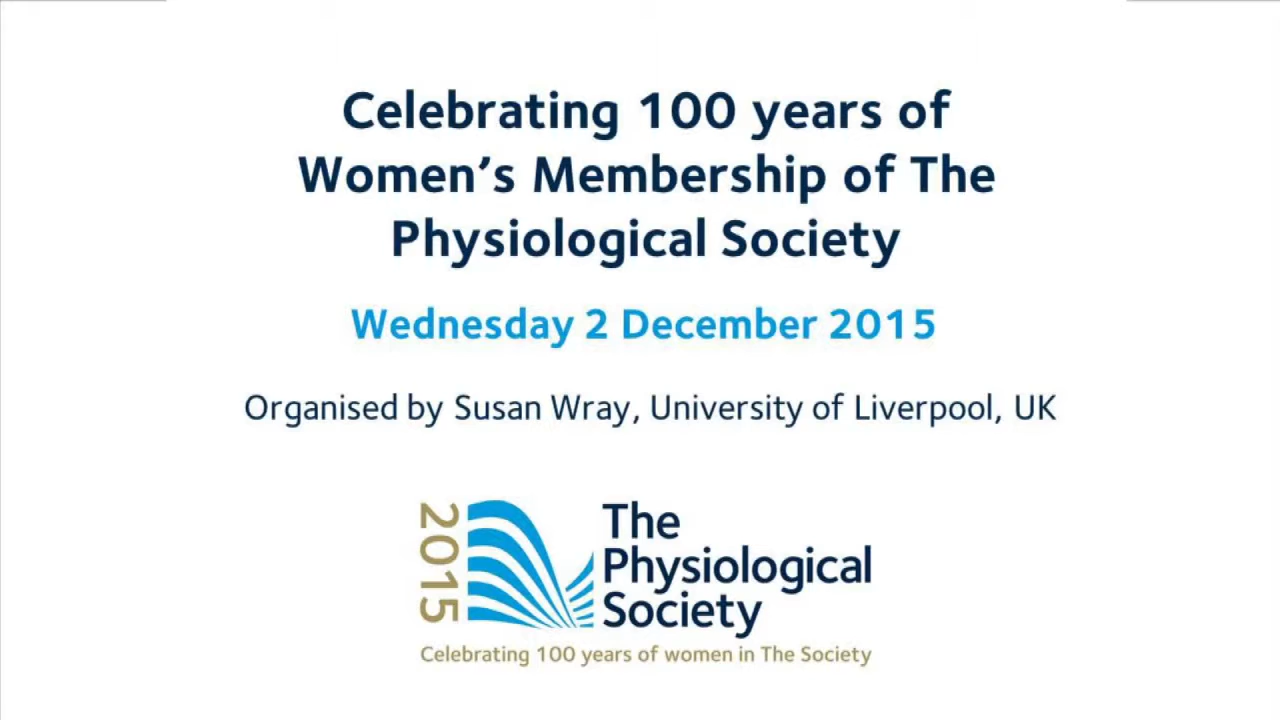 Celebrating 100 years of
Women’s Membership of The
Physiological Society
Wednesday 2 December 2015
Organised by Susan Wray, University of Liverpool, UK
2015
The
Physiological
Society
Celebrating 100 years of women in The Society